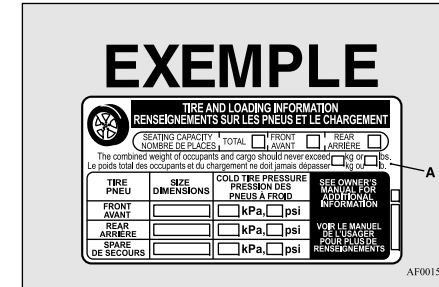 EXEMPLE
TIRE AND LOADING INFORMATION
RENSEIGNEMENTS SUR LES PNEUS ET LE CHARGEMENT
SEATING CAPACITY TOTAL FRONT REAR
NOMBRE DE PLACES AVANT ARRIÈRE
The combined weight of occupants and cargo should never exceed kg or lbs.
Le poids total des occupants et du chargement ne doit jamais dépasser kg ou lb.
A
TIRE SIZE COLD TIRE PRESSURE SEE OWNER'S
PNEU DIMENSIONS PRESSION DES MANUAL FOR
PNEUS À FROID ADDITIONAL
INFORMATION
FRONT kPa, psi
AVANT
REAR kPa, psi VOIR LE MANUEL
ARRIÈRE DE L'USAGER
SPARE kPa, psi POUR PLUS DE
DE SECOURS RENSEIGNEMENTS
AF0015